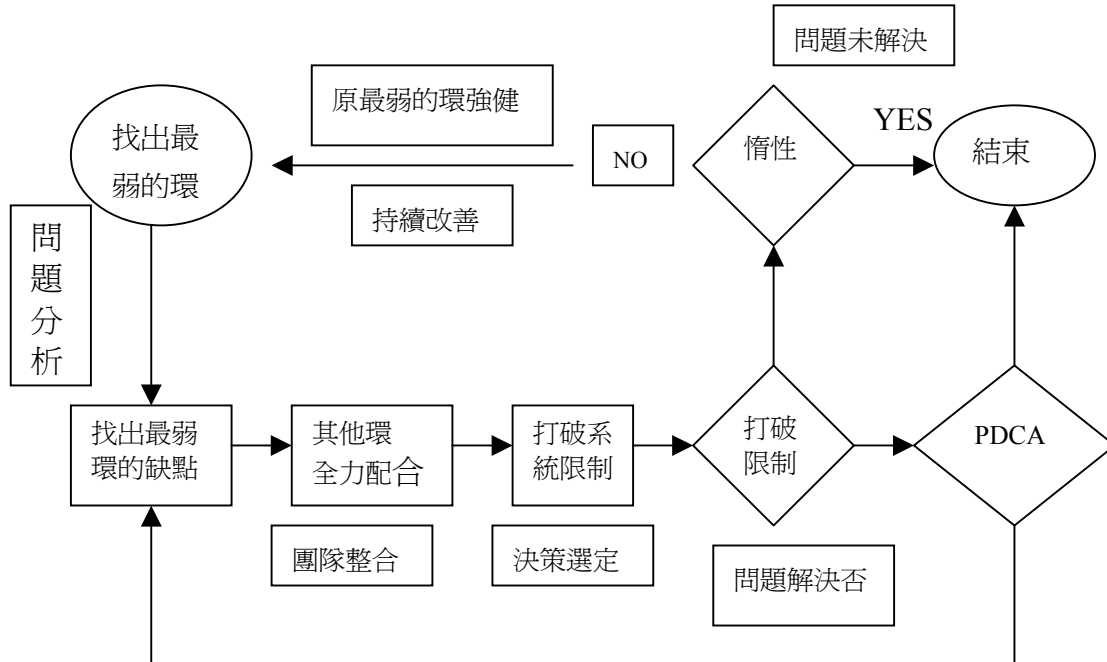 問題未解決
原最弱的環強健
YES
找出最
弱的環
NO
惰性
結束
持續改善
問
題
分
析
找出最弱
環的缺點
其他環
全力配合
打破系
統限制
打破
限制
PDCA
團隊整合
決策選定
問題解決否